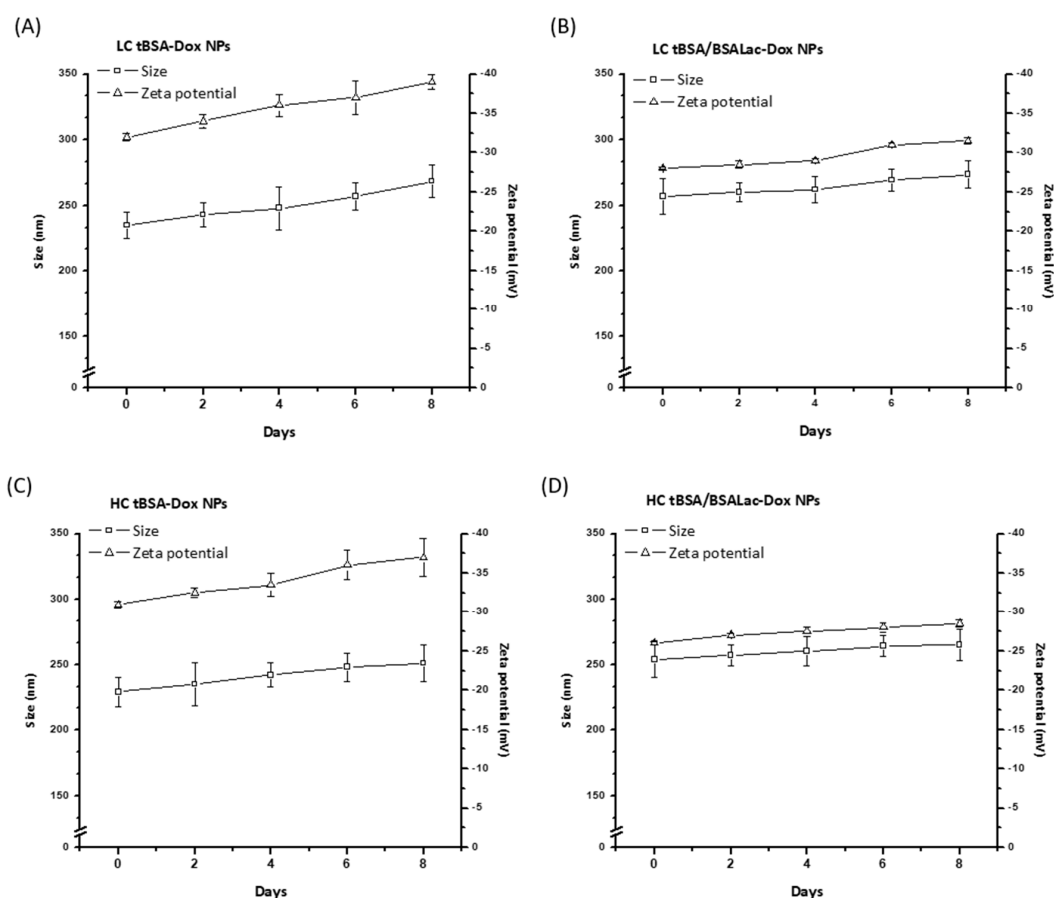 (A)
LC tBSA-Dox NPs
Size
Zeta potential
350
300
250
200
150
0
Size (nm)
-40
-35
-30
-25
-20
-15
-10
-5
0
Zeta potential (mV)
0 2 4 6 8
Days
(B)
LC tBSA/BSALac-Dox NPs
Size
Zeta potential
350
300
250
200
150
0
Size (nm)
-40
-35
-30
-25
-20
-15
-10
-5
0
Zeta potential (mV)
0 2 4 6 8
Days
(C)
HC tBSA-Dox NPs
Size
Zeta potential
350
300
250
200
150
0
Size (nm)
-40
-35
-30
-25
-20
-15
-10
-5
0
Zeta potential (mV)
0 2 4 6 8
Days
(D)
HC tBSA/BSALac-Dox NPs
Size
Zeta potential
350
300
250
200
150
0
Size (nm)
-40
-35
-30
-25
-20
-15
-10
-5
0
Zeta potential (mV)
0 2 4 6 8
Days